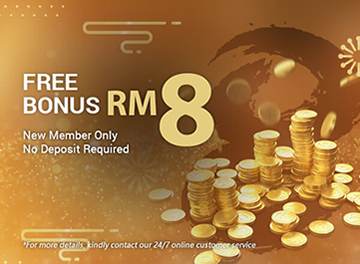 FREE
BONUS RM8
New Member Only
No Deposit Required
*For more details, kindly contact our 24/7 online customer service